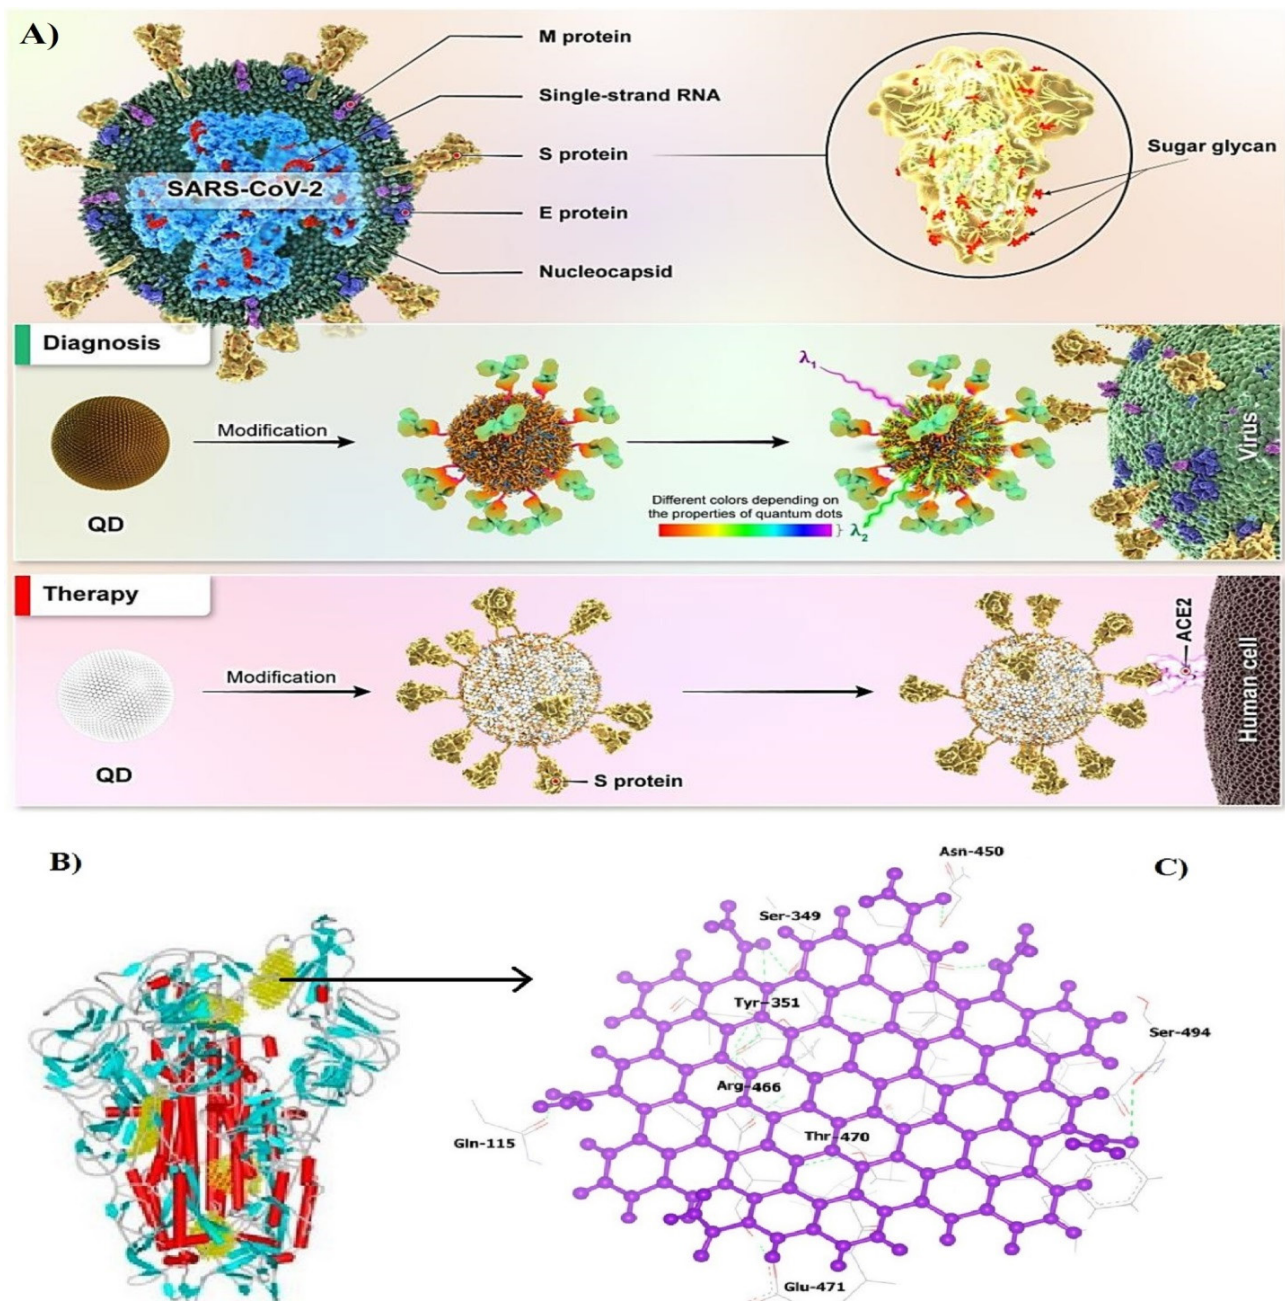 A)
M protein
Single-strand RNA
S protein
E protein
Nucleocapsid
SARS-CoV-2
Sugar glycan
Diagnosis
QD
Modification
λ1
Different colors depending on
the properties of quantum dots
} λ2
Virus
Therapy
QD
Modification
S protein
ACE2
Human cell
B)
C)
Asn-450
Ser-349
Tyr-351
Ser-494
Arg-466
Thr-470
Gln-115
Glu-471